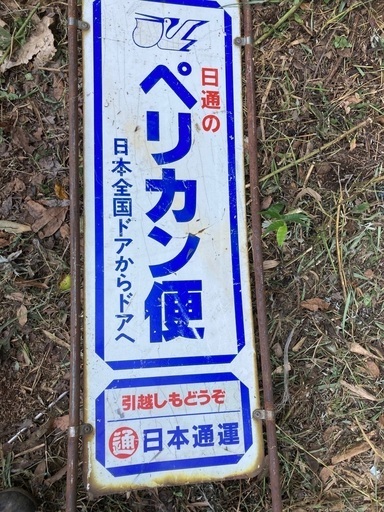 日通の
ペリカン便
日本全国ドアからドアへ
引越しもどうぞ
通 日本通運